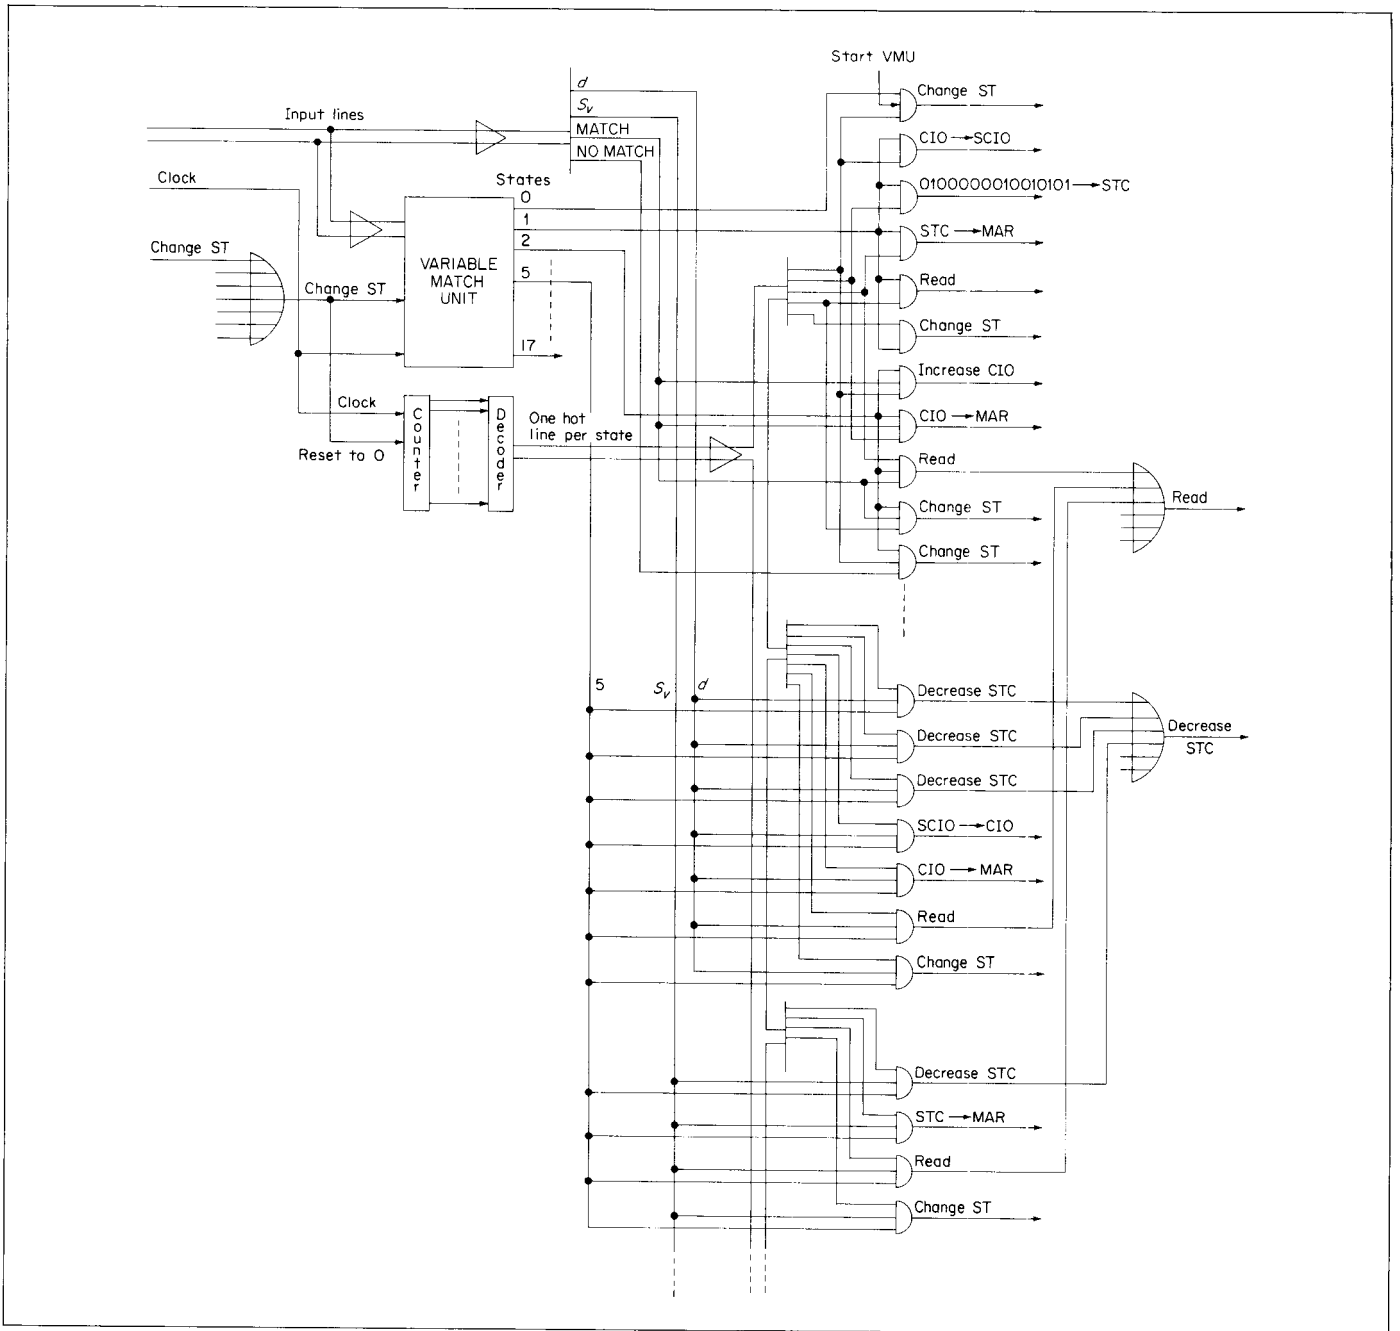 Start VMU
d
Change ST
Sv
Input lines
MATCH
CIO → SCIO
NO MATCH
Clock
States
0
0100000010010101 → STC
1
STC → MAR
2
Change ST
VARIABLE
MATCH
UNIT
5
Read
Change ST
Change ST
17
Increase CIO
Clock
Counter
Decoder
One hot
line per state
CIO → MAR
Reset to 0
Read
Read
Change ST
Change ST
5
Sv
d
Decrease STC
Decrease STC
Decrease
STC
Decrease STC
SCIO → CIO
CIO → MAR
Read
Change ST
Decrease STC
STC → MAR
Read
Change ST